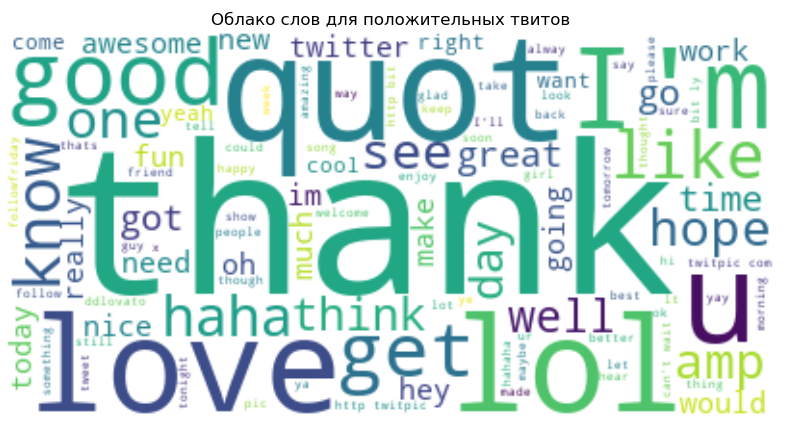 Облако слов для положительных твитов
come awesome new twitter right alway say please work
good quot I'm
one yeah tell week amazing way http bit glad keep take want look back go sure bit ly
followfriday thats know fun could song see great soon I'll like thought
friend happy cool enjoy girl tomorrow
thank
really got guy x im show people welcome much make day going time hope
need oh though hi twitpic com
follow ddlovato lot ye best lt ok yay morning u
today nice haha think well better can't wait
something still love get lol amp
tweet tonight ya hey hahaha maybe ur let hear thing
pic http twitpic made would